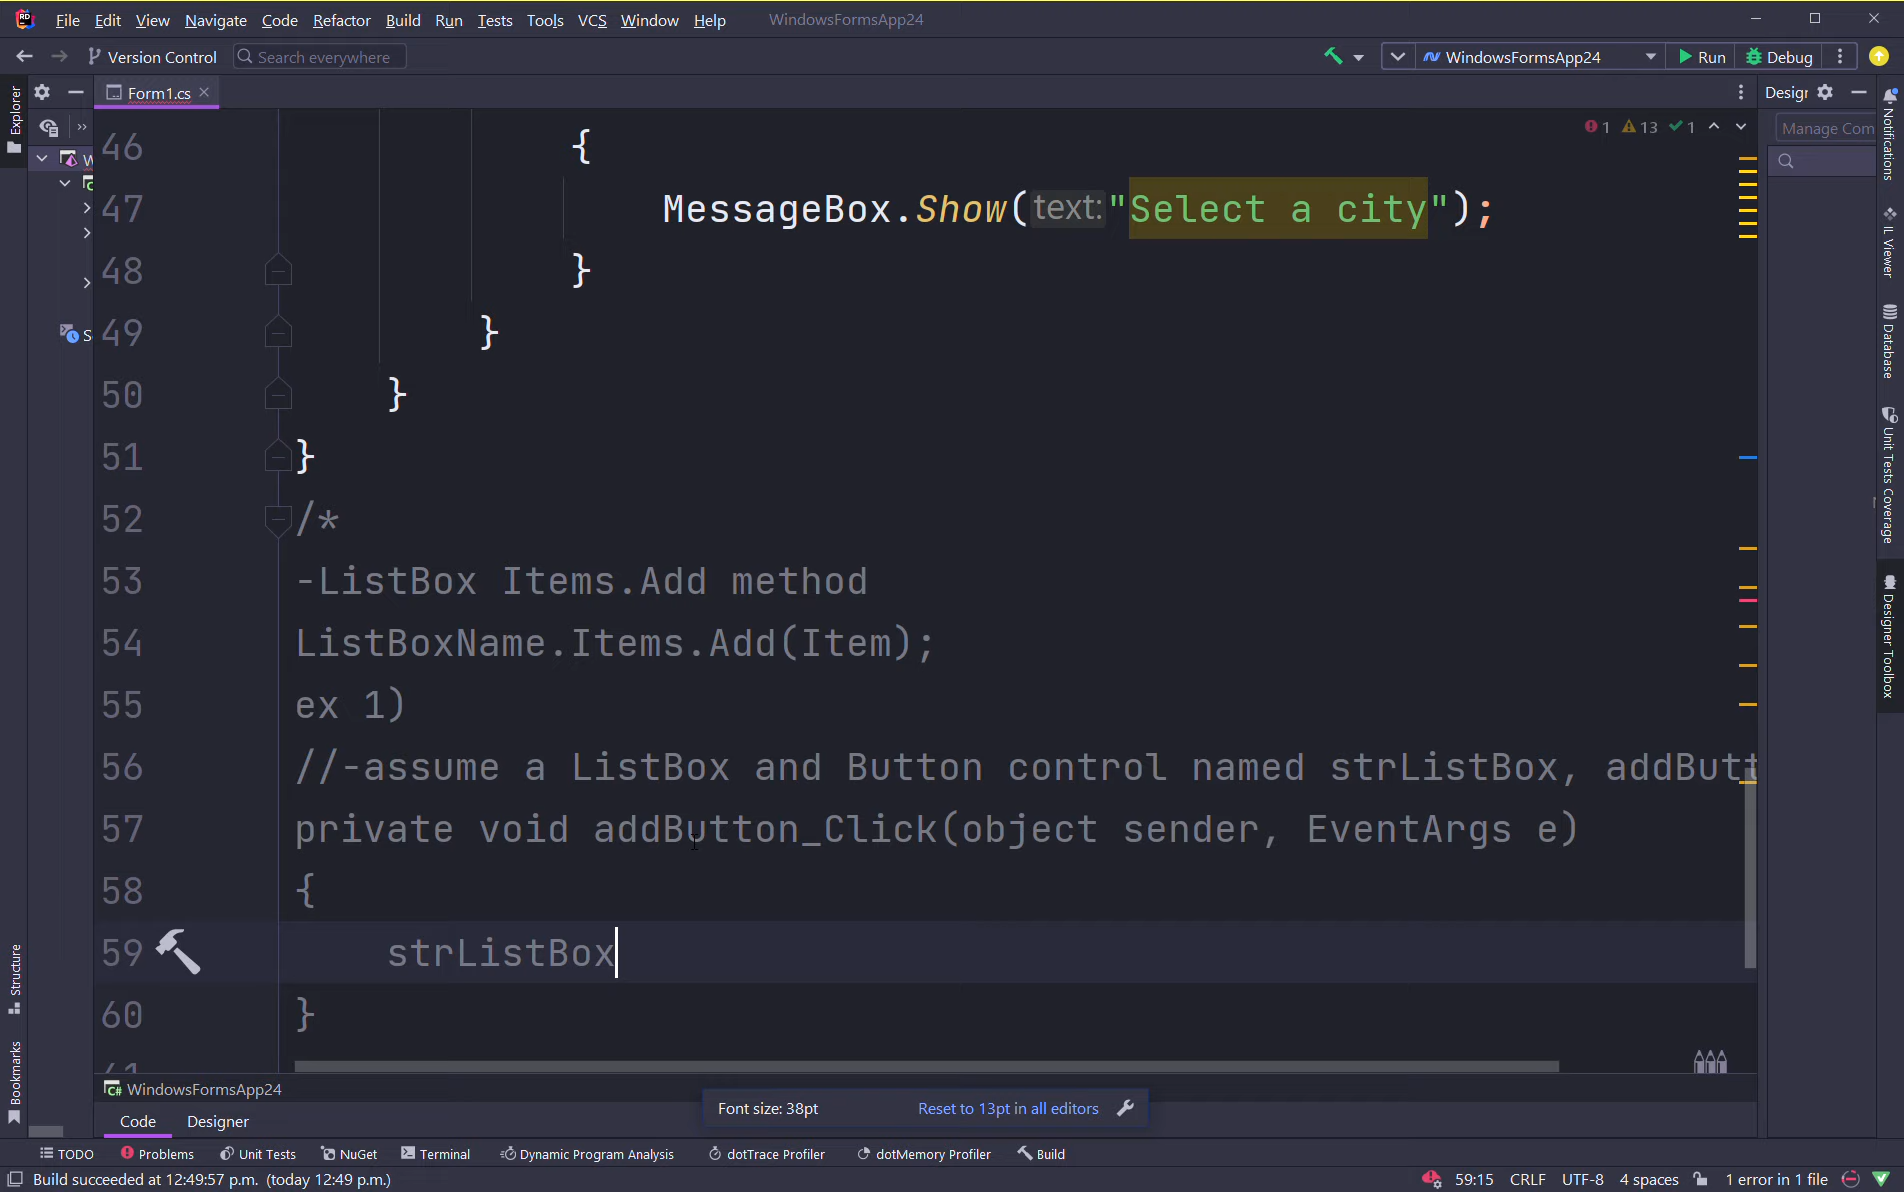 File Edit View Navigate Code Refactor Build Run Tests Tools VCS Window Help WindowsFormsApp24
Version Control Search everywhere WindowsFormsApp24 Run Debug
Explorer
Form1.cs
Design
Manage Com
1 13 1
46 {
47 MessageBox.Show(text:"Select a city");
48 }
49 }
50 }
51 }
52 /*
53 -ListBox Items.Add method
54 ListBoxName.Items.Add(Item);
55 ex 1)
56 //-assume a ListBox and Button control named strListBox, addButt
57 private void addButton_Click(object sender, EventArgs e)
58 {
59 strListBox
60 }
61
W
S
Notifications
IL Viewer
Database
Unit Tests Coverage
Designer Toolbox
Structure
Bookmarks
C# WindowsFormsApp24
Font size: 38pt Reset to 13pt in all editors
Code Designer
TODO Problems Unit Tests NuGet Terminal Dynamic Program Analysis dotTrace Profiler dotMemory Profiler Build
Build succeeded at 12:49:57 p.m. (today 12:49 p.m.) 59:15 CRLF UTF-8 4 spaces 1 error in 1 file